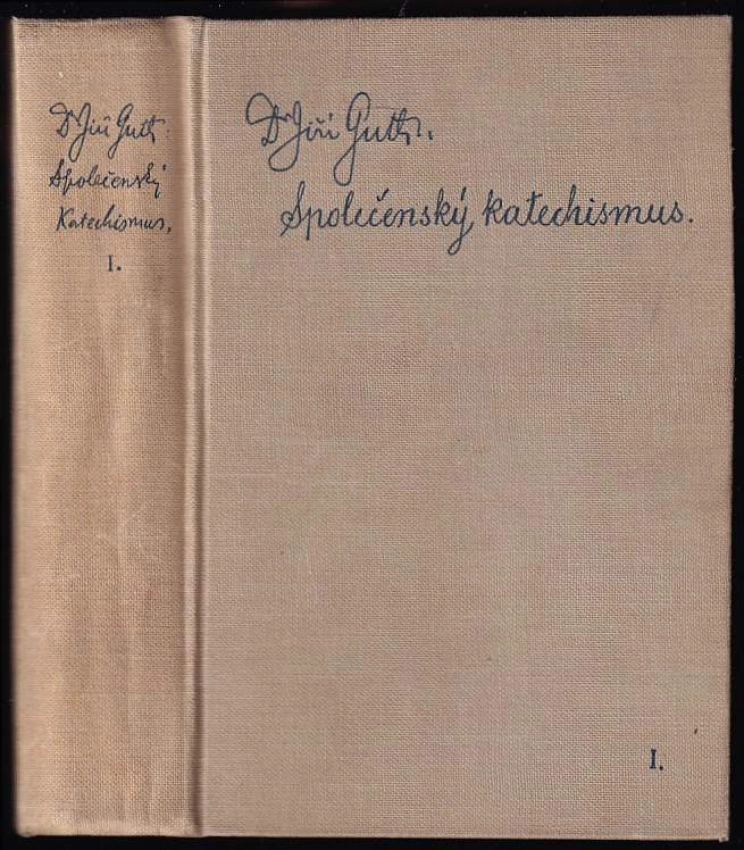 Dr Jiří Guth.
Společenský
Katechismus.
I.
Dr Jiří Guth.
Společenský katechismus.
I.